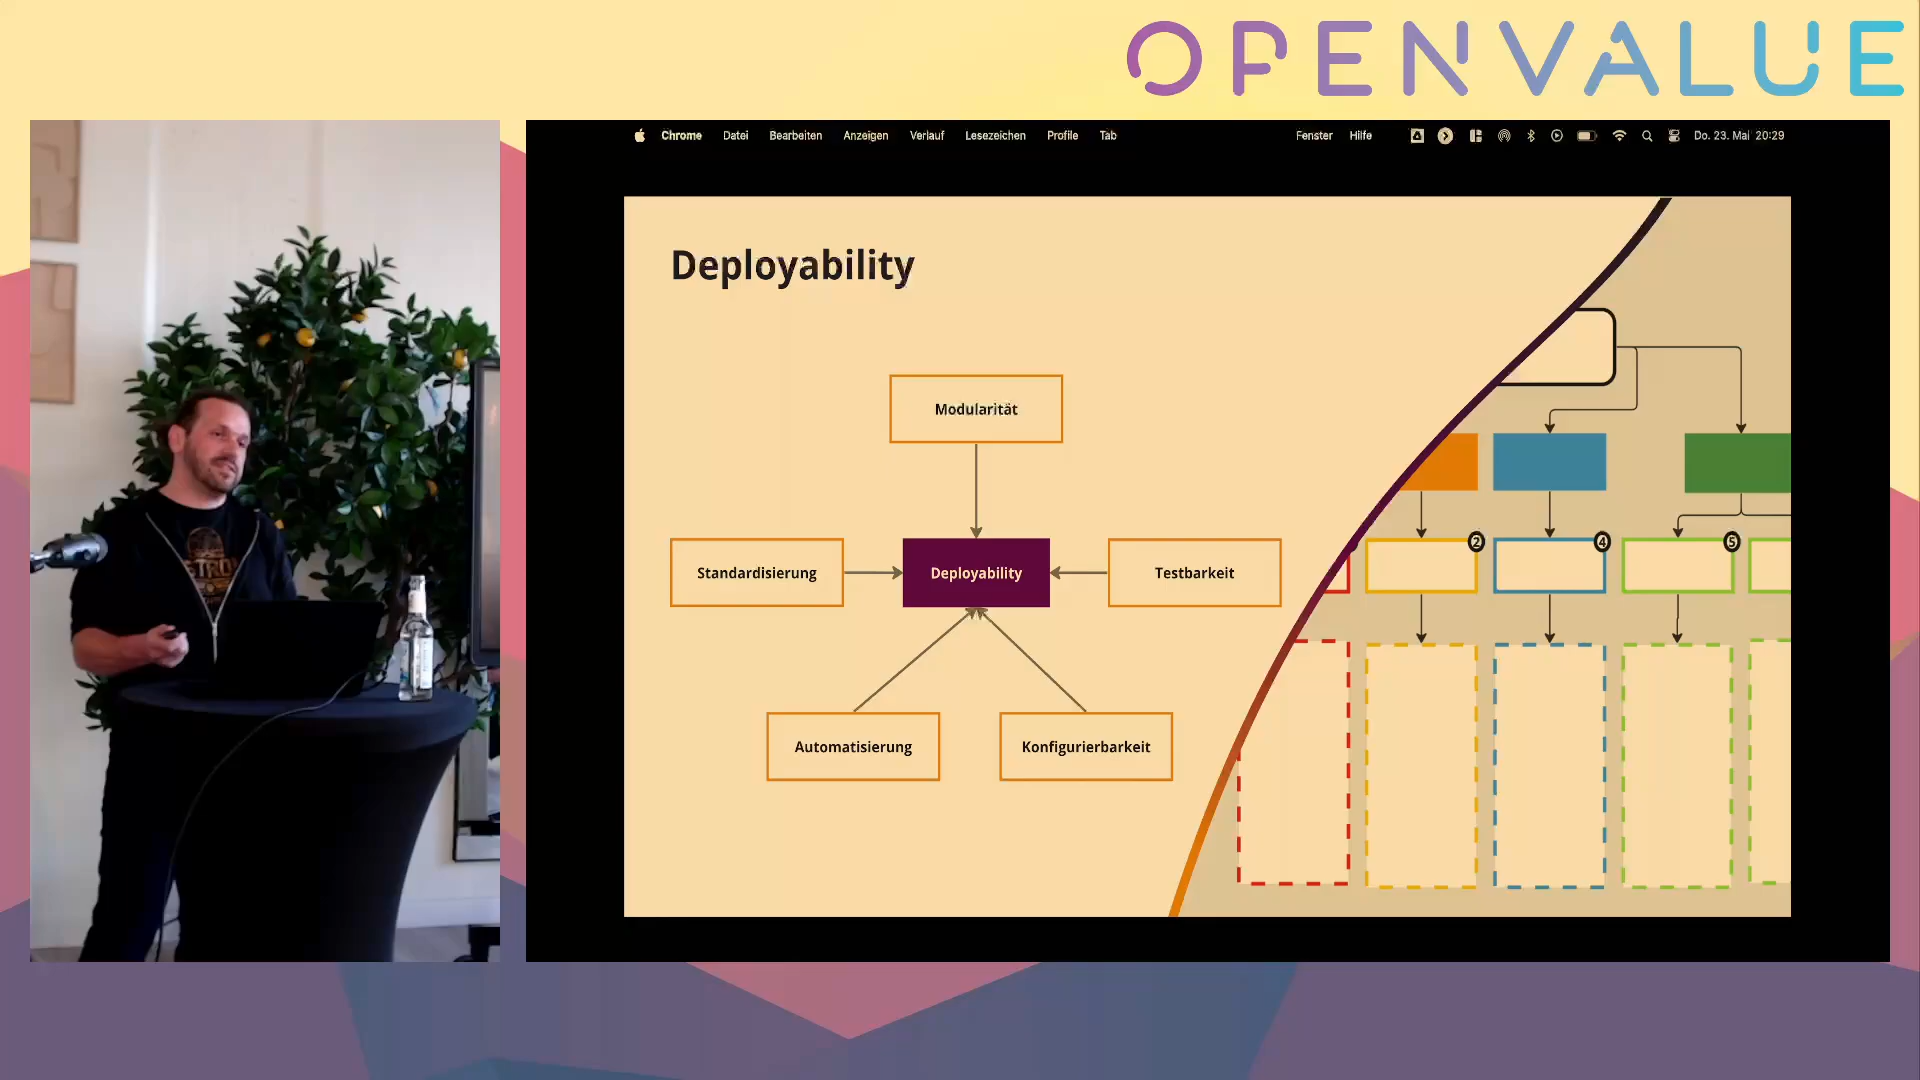 OPENVALUE
Chrome Datei Bearbeiten Anzeigen Verlauf Lesezeichen Profile Tab Fenster Hilfe Do. 23. Mai 20:29
Deployability
Modularität
Standardisierung
Deployability
Testbarkeit
Automatisierung
Konfigurierbarkeit
2
4
5